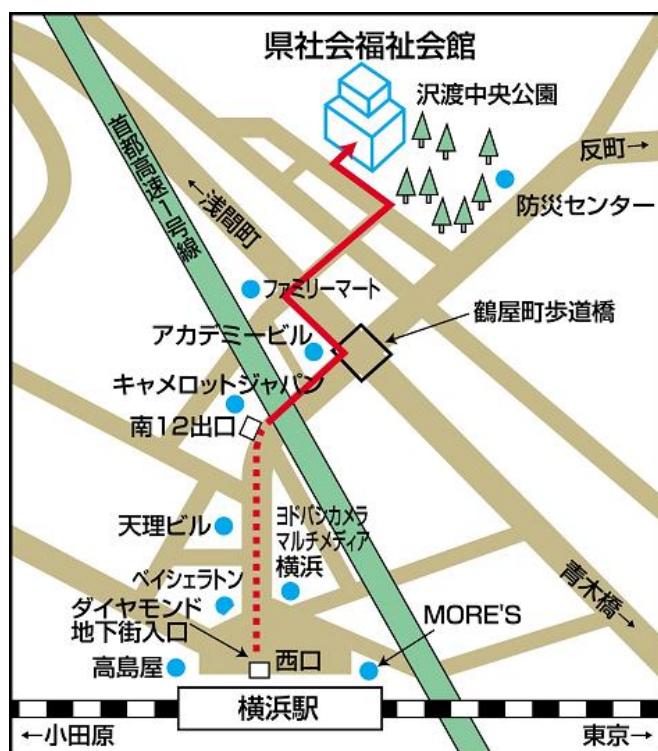 県社会福祉会館
沢渡中央公園
反町→
首都高速1号線
←浅間町
防災センター
ファミリーマート
鶴屋町歩道橋
アカデミービル
キャメロットジャパン
南12出口
ヨドバシカメラ
マルチメディア
横浜
天理ビル
青木橋→
ベイシェラトン
ダイヤモンド
地下街入口
MORE'S
西口
高島屋
横浜駅
←小田原
東京→